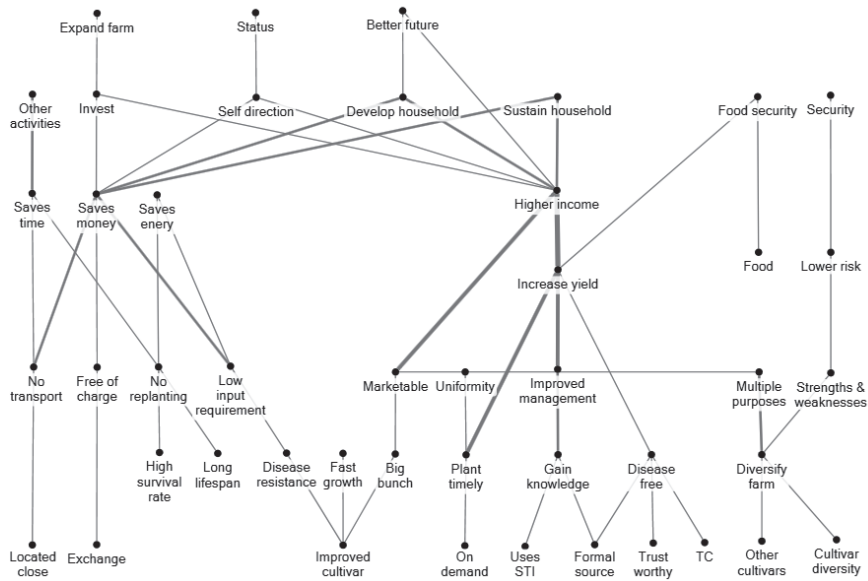 Expand farm
Status
Better future
Other
activities
Invest
Self direction
Develop household
Sustain household
Food security
Security
Saves
time
Saves
money
Saves
enery
Higher income
Increase yield
Food
Lower risk
No
transport
Free of
charge
No
replanting
Low
input
requirement
Marketable
Uniformity
Improved
management
Multiple
purposes
Strengths &
weaknesses
High
survival
rate
Long
lifespan
Disease
resistance
Fast
growth
Big
bunch
Plant
timely
Gain
knowledge
Disease
free
Diversify
farm
Located
close
Exchange
Improved
cultivar
On
demand
Uses
STI
Formal
source
Trust
worthy
TC
Other
cultivars
Cultivar
diversity